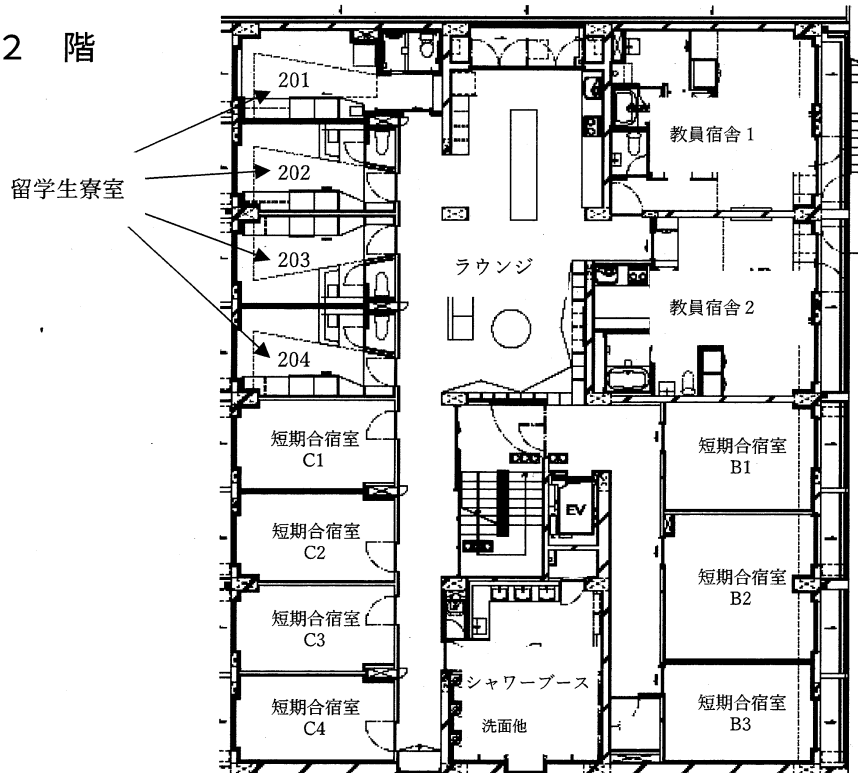 2 階
留学生寮室
201
202
203
204
ラウンジ
教員宿舎 1
教員宿舎 2
短期合宿室
C1
短期合宿室
C2
短期合宿室
C3
短期合宿室
C4
EV
短期合宿室
B1
短期合宿室
B2
短期合宿室
B3
シャワーブース
洗面他